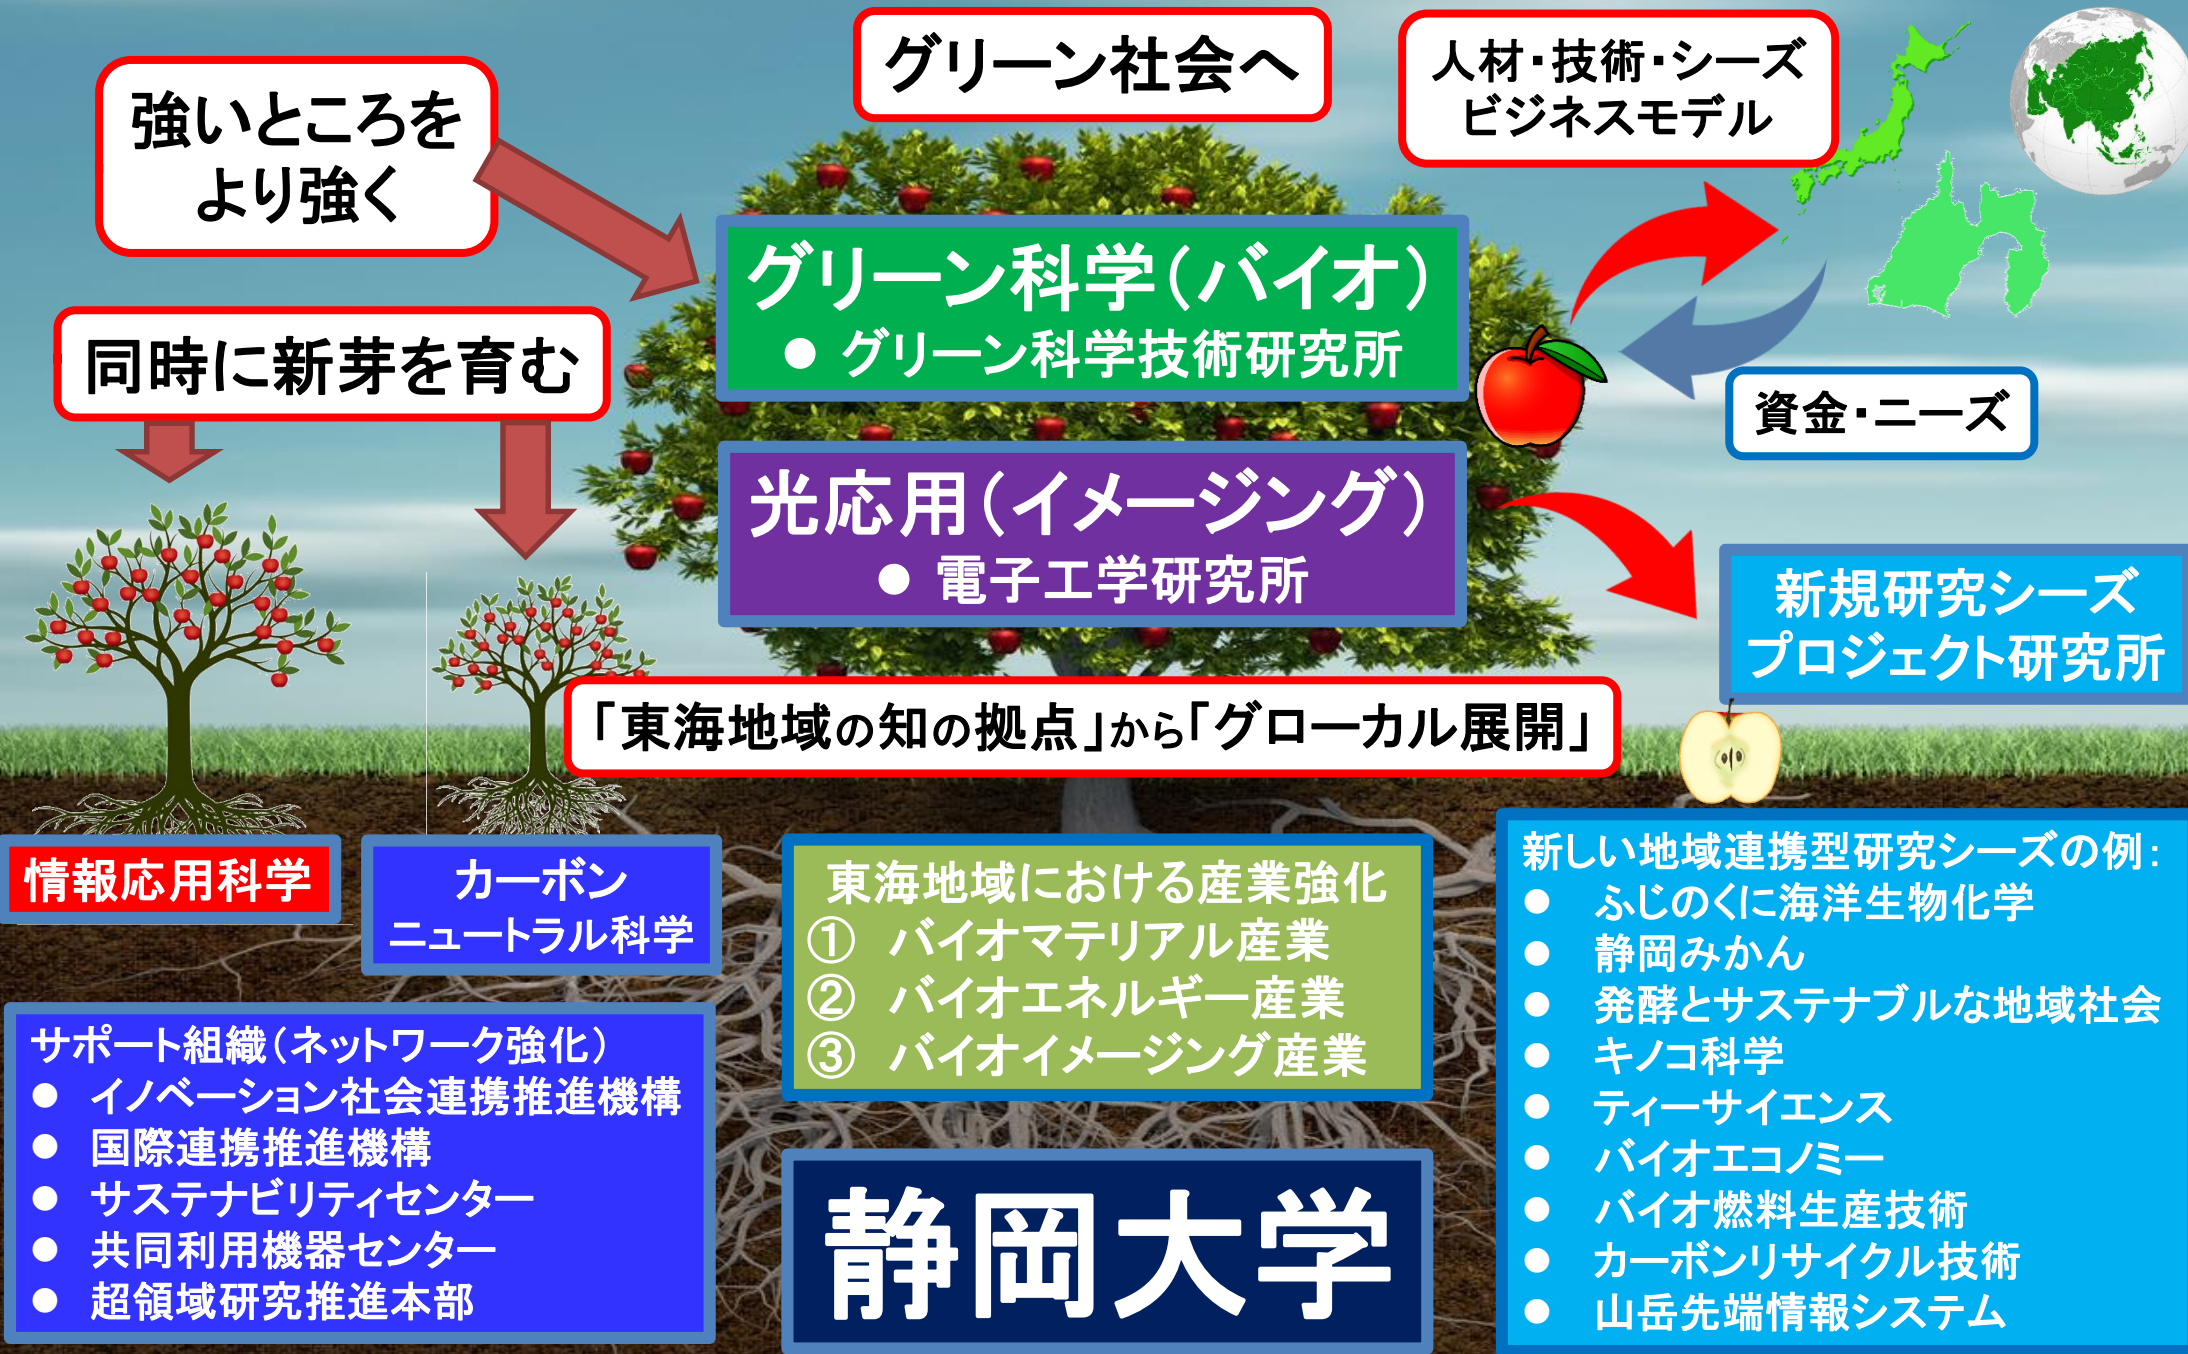 グリーン社会へ
人材・技術・シーズ
ビジネスモデル
強いところを
より強く
グリーン科学（バイオ）
● グリーン科学技術研究所
同時に新芽を育む
資金・ニーズ
光応用（イメージング）
● 電子工学研究所
新規研究シーズ
プロジェクト研究所
「東海地域の知の拠点」から「グローカル展開」
情報応用科学
カーボン
ニュートラル科学
サポート組織（ネットワーク強化）
● イノベーション社会連携推進機構
● 国際連携推進機構
● サステナビリティセンター
● 共同利用機器センター
● 超領域研究推進本部
東海地域における産業強化
① バイオマテリアル産業
② バイオエネルギー産業
③ バイオイメージング産業
静岡大学
新しい地域連携型研究シーズの例：
● ふじのくに海洋生物化学
● 静岡みかん
● 発酵とサステナブルな地域社会
● キノコ科学
● ティーサイエンス
● バイオエコノミー
● バイオ燃料生産技術
● カーボンリサイクル技術
● 山岳先端情報システム